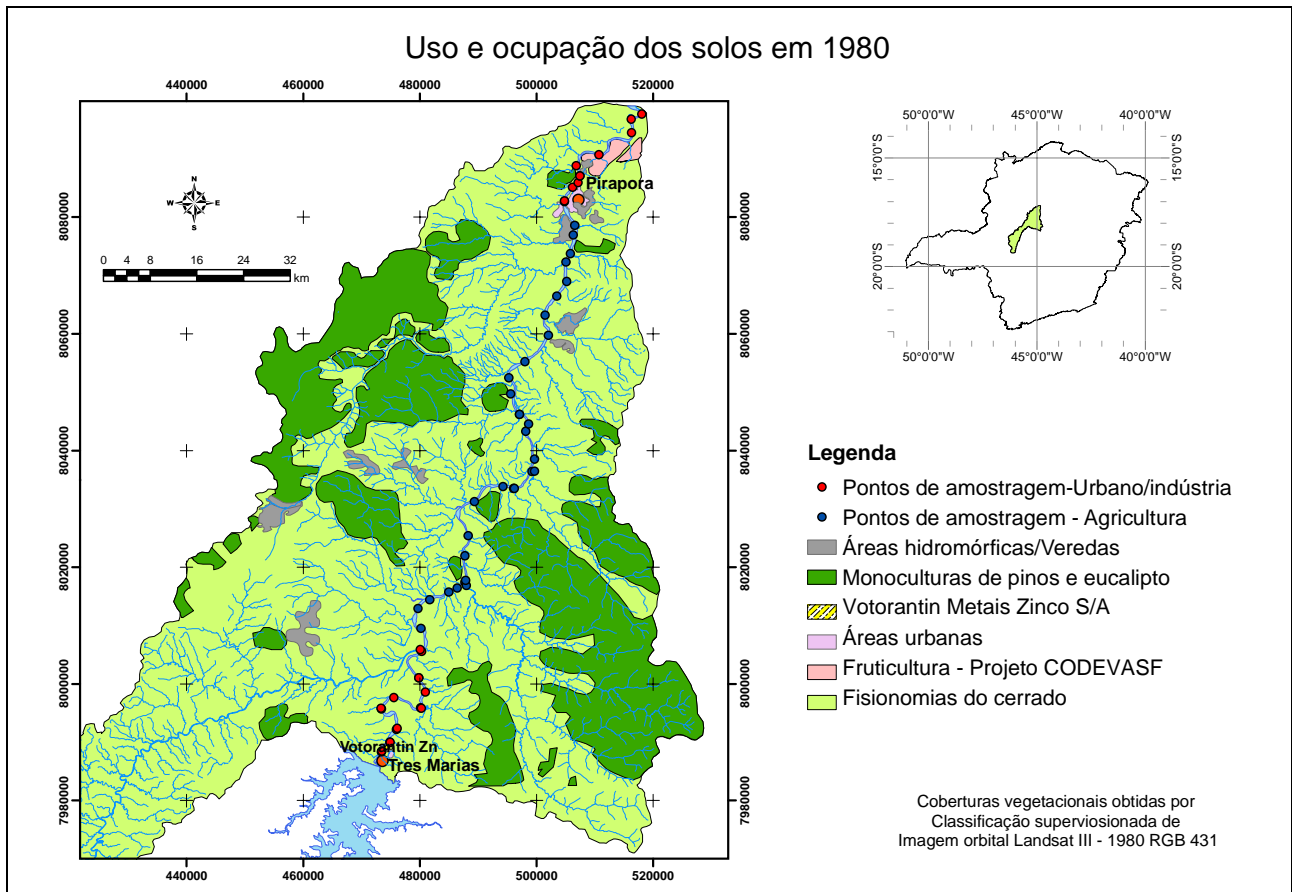 Uso e ocupação dos solos em 1980
440000 460000 480000 500000 520000
50°0'0"W 45°0'0"W 40°0'0"W
15°0'0"S 15°0'0"S
20°0'0"S 20°0'0"S
50°0'0"W 45°0'0"W 40°0'0"W
N
W E
S
0 4 8 16 24 32
km
Pirapora
8080000 8080000
8060000 8060000
8040000 8040000
8020000 8020000
8000000 8000000
7980000 7980000
Votorantin Zn
Tres Marias
440000 460000 480000 500000 520000
Legenda
Pontos de amostragem-Urbano/indústria
Pontos de amostragem - Agricultura
Áreas hidromórficas/Veredas
Monoculturas de pinos e eucalipto
Votorantin Metais Zinco S/A
Áreas urbanas
Fruticultura - Projeto CODEVASF
Fisionomias do cerrado
Coberturas vegetacionais obtidas por
Classificação superviosionada de
Imagem orbital Landsat III - 1980 RGB 431